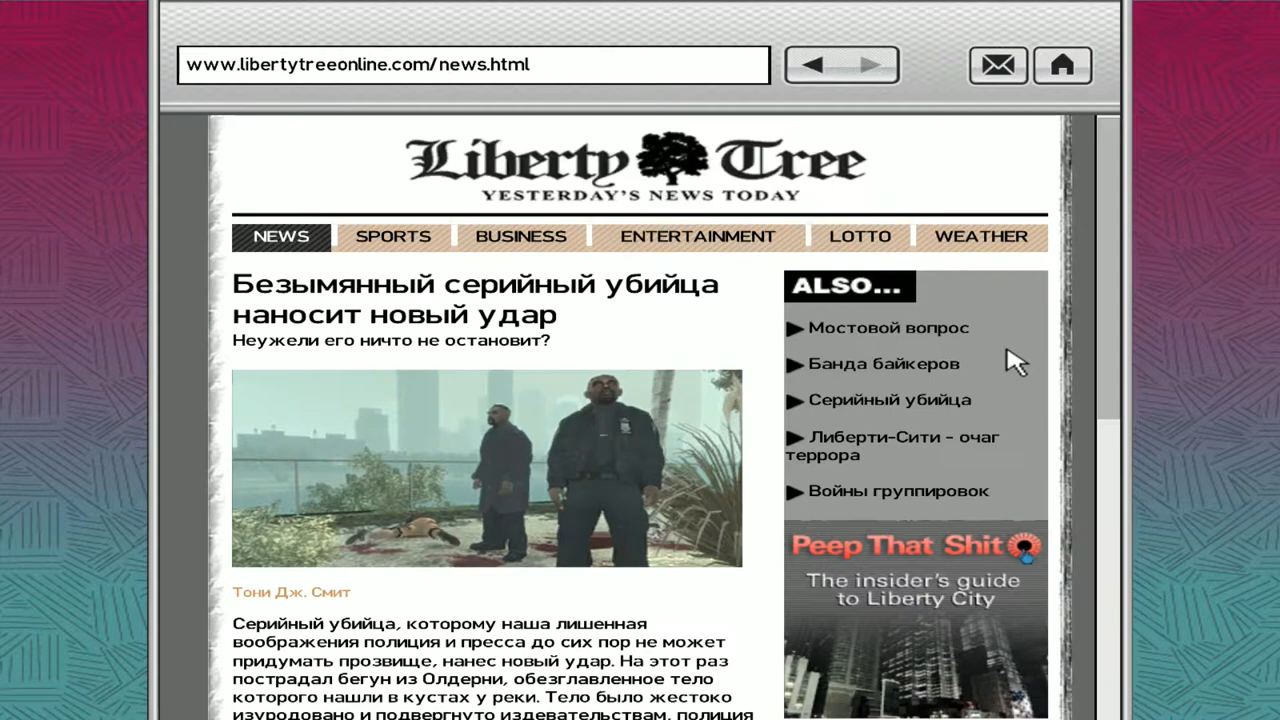 www.libertytreeonline.com/news.html
Liberty Tree
YESTERDAY'S NEWS TODAY
NEWS SPORTS BUSINESS ENTERTAINMENT LOTTO WEATHER
Безымянный серийный убийца
наносит новый удар
Неужели его ничто не остановит?
Тони Дж. Смит
Серийный убийца, которому наша лишенная
воображения полиция и пресса до сих пор не может
придумать прозвище, нанес новый удар. На этот раз
пострадал бегун из Олдерни, обезглавленное тело
которого нашли в кустах у реки. Тело было жестоко
изуродовано и подвергнуто издевательствам, полиция
ALSO...
Мостовой вопрос
Банда байкеров
Серийный убийца
Либерти-Сити - очаг
террора
Войны группировок
Peep That Shit
The insider's guide
to Liberty City